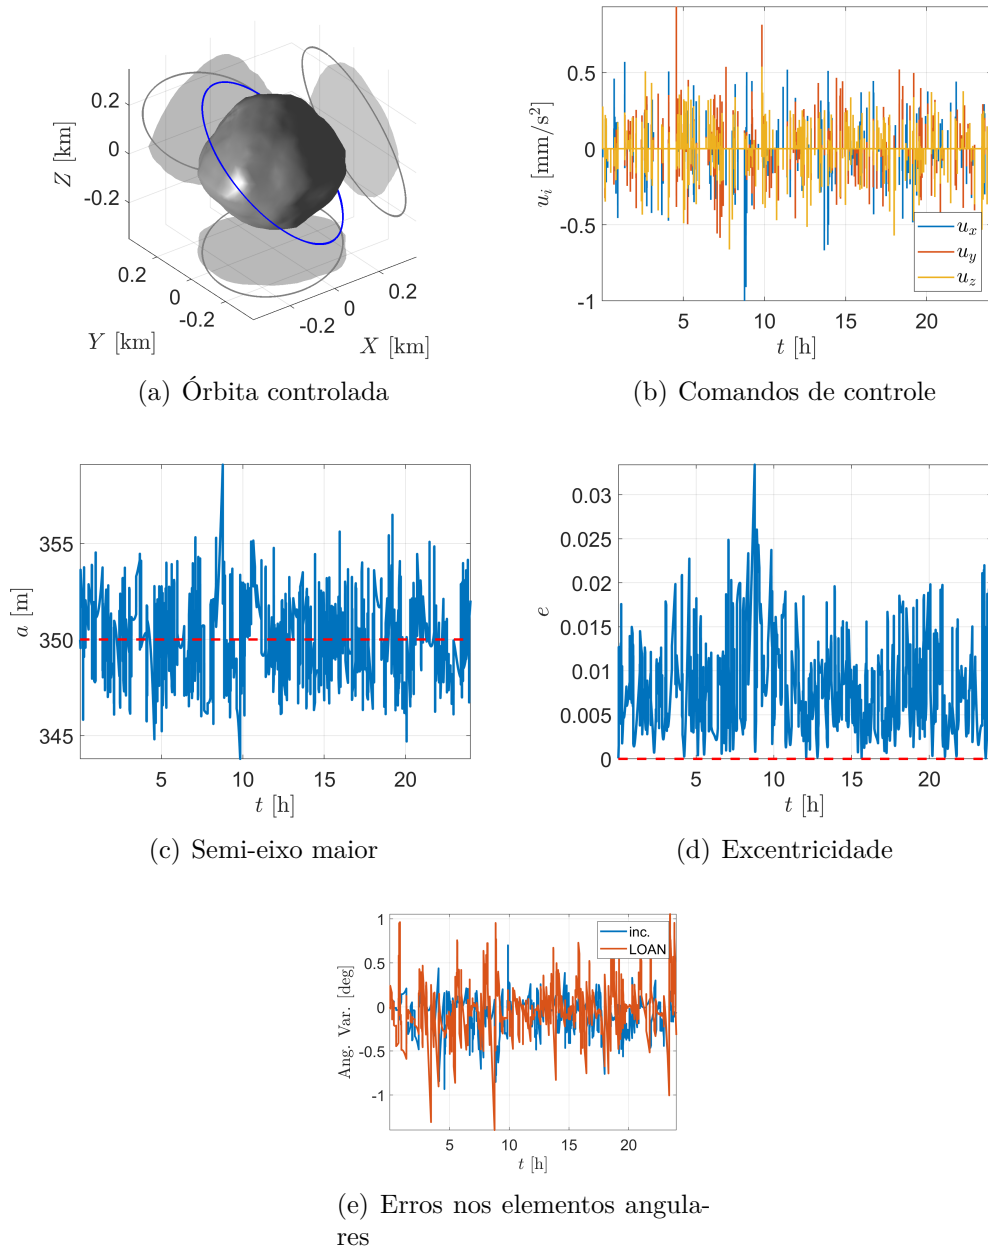 0.2
0
-0.2
Z [km]
0.2
0
-0.2
Y [km]
-0.2
0
0.2
X [km]
(a) Órbita controlada
0.5
0
-0.5
-1
u_i [mm/s²]
u_x
u_y
u_z
5 10 15 20
t [h]
(b) Comandos de controle
355
350
345
a [m]
5 10 15 20
t [h]
(c) Semi-eixo maior
0.03
0.025
0.02
0.015
0.01
0.005
0
e
5 10 15 20
t [h]
(d) Excentricidade
1
0.5
0
-0.5
-1
Ang. Var. [deg]
inc.
LOAN
5 10 15 20
t [h]
(e) Erros nos elementos angula-
res